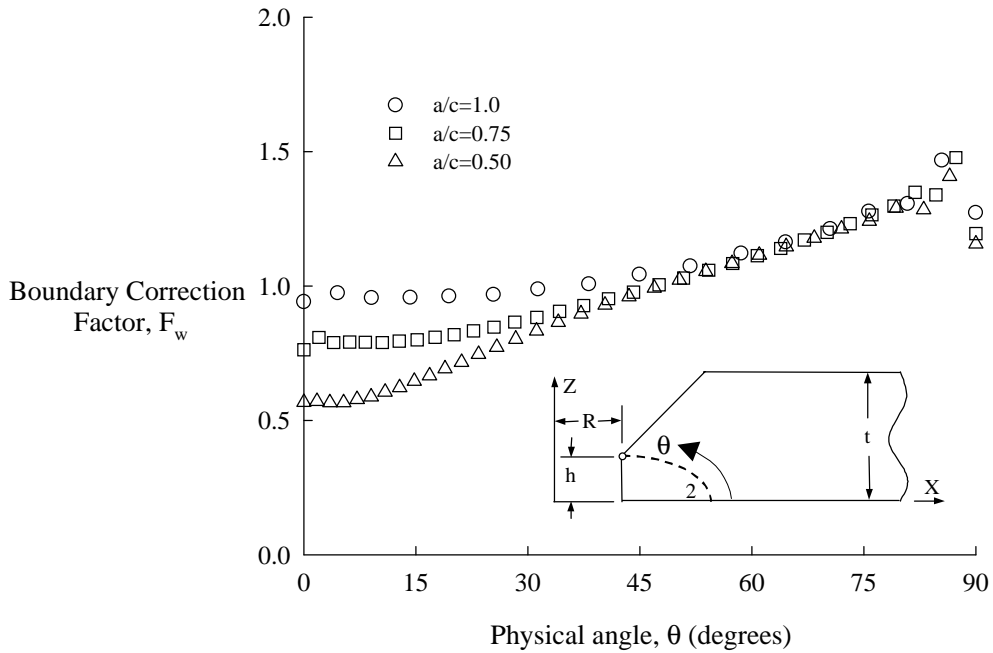 2.0
a/c=1.0
a/c=0.75
a/c=0.50
1.5
1.0
Boundary Correction
Factor, F_w
0.5
0.0
Z
R
θ
t
h
2
X
0
15
30
45
60
75
90
Physical angle, θ (degrees)